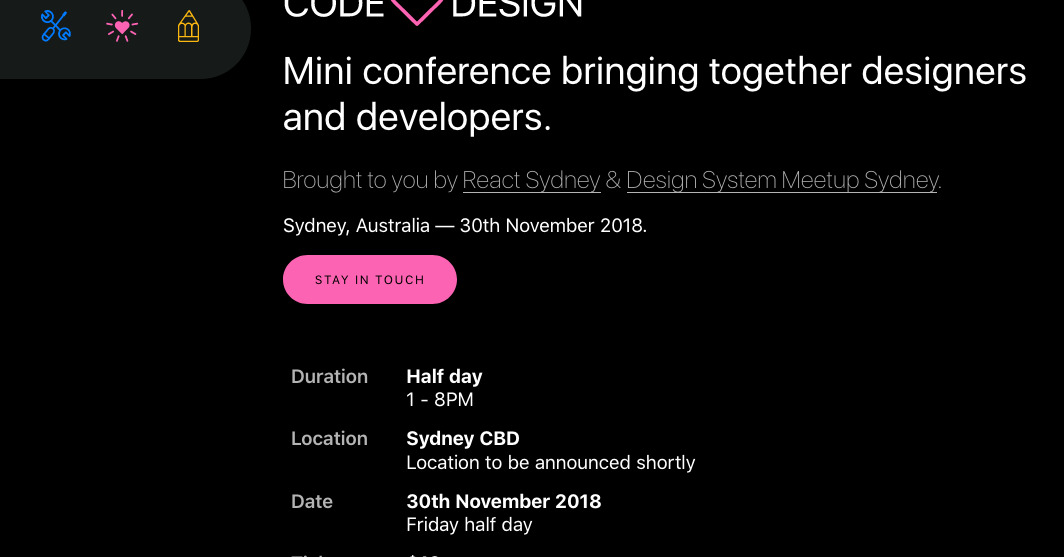 CODE DESIGN
Mini conference bringing together designers
and developers.
Brought to you by React Sydney & Design System Meetup Sydney.
Sydney, Australia — 30th November 2018.
STAY IN TOUCH
Duration Half day
1 - 8PM
Location Sydney CBD
Location to be announced shortly
Date 30th November 2018
Friday half day